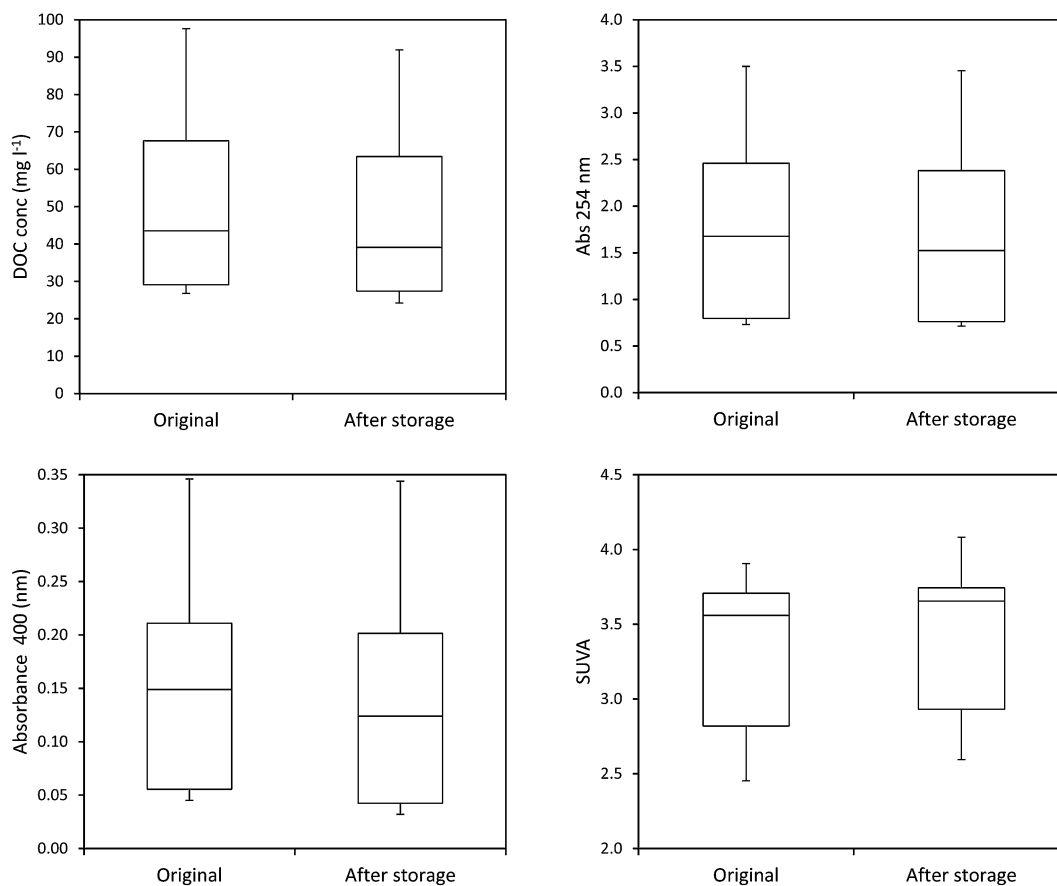 DOC conc (mg l⁻¹)
100
90
80
70
60
50
40
30
20
10
0
Original
After storage
Abs 254 nm
4.0
3.5
3.0
2.5
2.0
1.5
1.0
0.5
0.0
Original
After storage
Absorbance 400 (nm)
0.35
0.30
0.25
0.20
0.15
0.10
0.05
0.00
Original
After storage
SUVA
4.5
4.0
3.5
3.0
2.5
2.0
Original
After storage